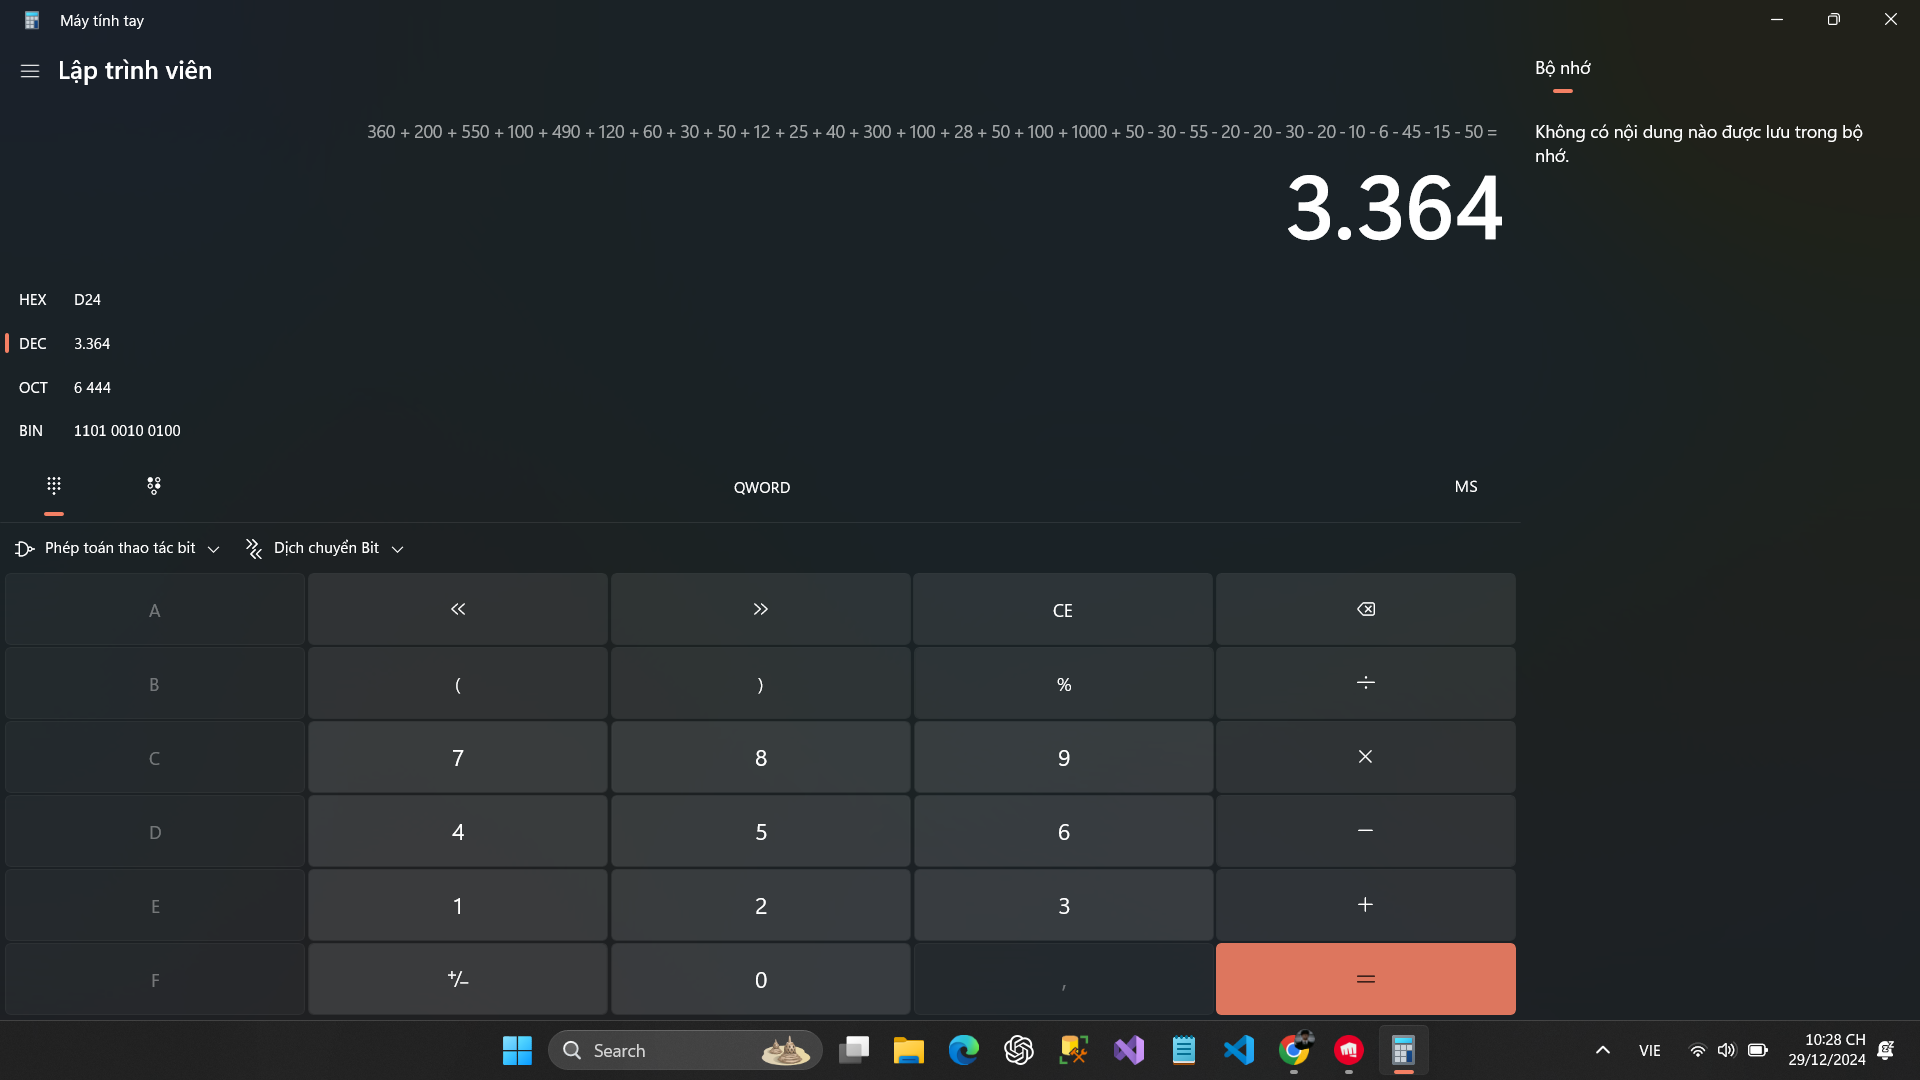 Máy tính tay
Lập trình viên
Bộ nhớ
360 + 200 + 550 + 100 + 490 + 120 + 60 + 30 + 50 + 12 + 25 + 40 + 300 + 100 + 28 + 50 + 100 + 1000 + 50 - 30 - 55 - 20 - 20 - 30 - 20 - 10 - 6 - 45 - 15 - 50 =
3.364
Không có nội dung nào được lưu trong bộ
nhớ.
HEX D24
DEC 3.364
OCT 6 444
BIN 1101 0010 0100
QWORD MS
Phép toán thao tác bit Dịch chuyển Bit
A « » CE
B ( ) % ÷
C 7 8 9 ×
D 4 5 6 −
E 1 2 3 +
F +/− 0 , =
Search
VIE
10:28 CH
29/12/2024